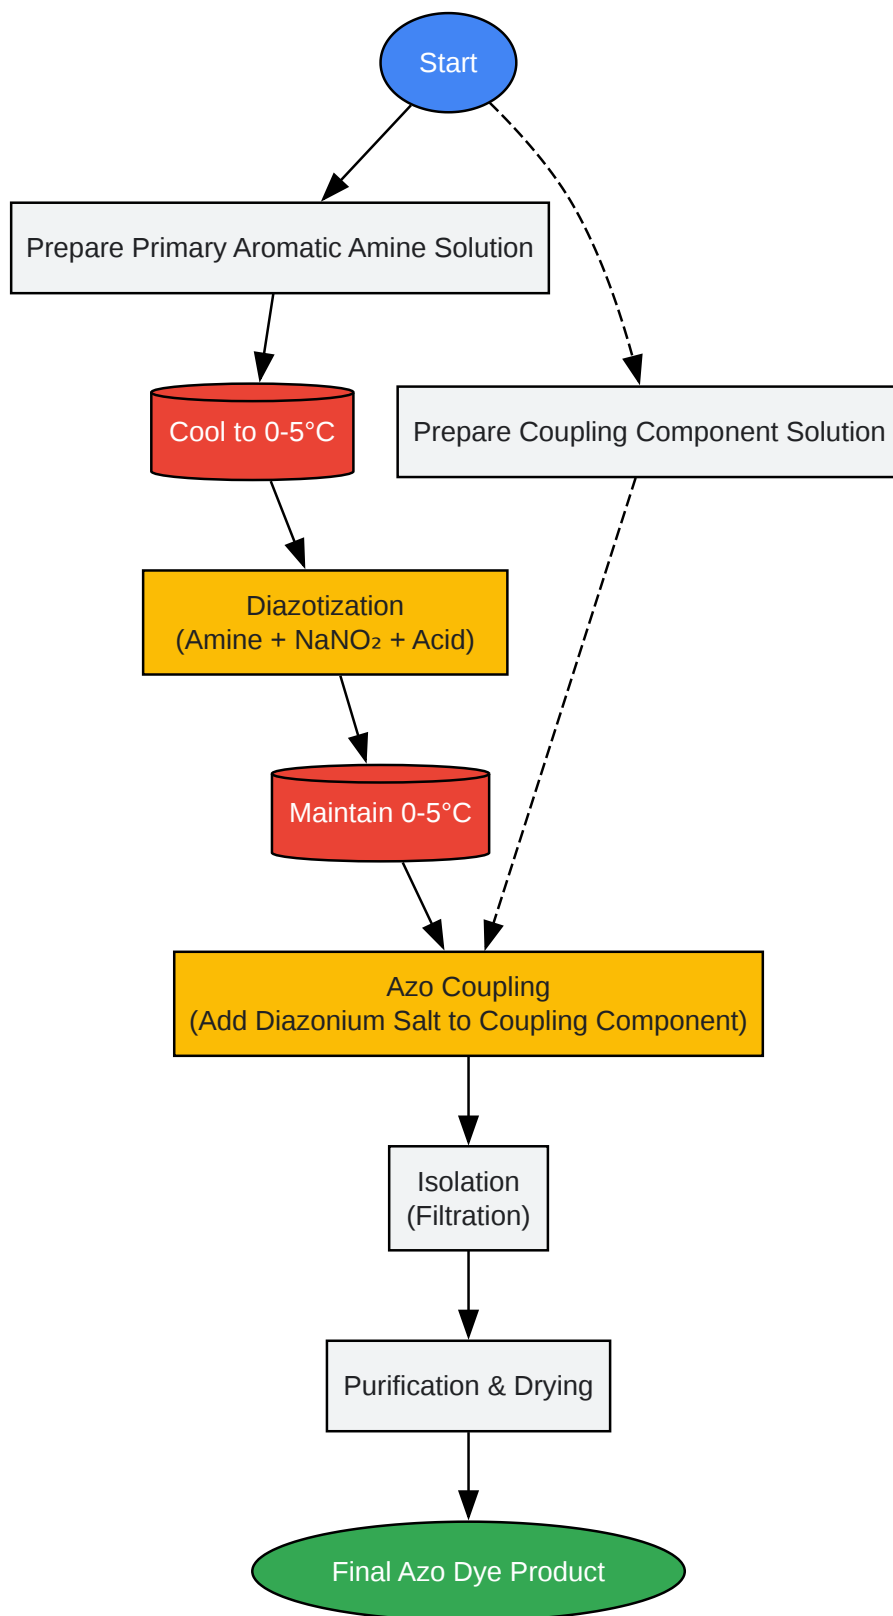 Start
Prepare Primary Aromatic Amine Solution
Cool to 0-5°C
Prepare Coupling Component Solution
Diazotization
(Amine + NaNO₂ + Acid)
Maintain 0-5°C
Azo Coupling
(Add Diazonium Salt to Coupling Component)
Isolation
(Filtration)
Purification & Drying
Final Azo Dye Product